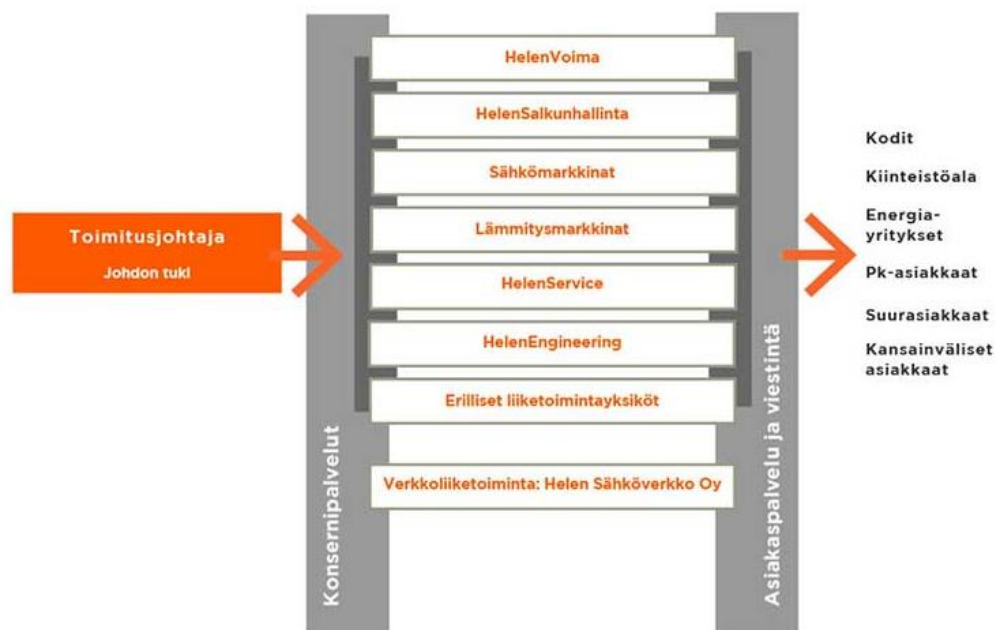 Toimitusjohtaja
Johdon tuki
Konsernipalvelut
HelenVoima
HelenSalkunhallinta
Sähkömarkkinat
Lämmitysmarkkinat
HelenService
HelenEngineering
Erilliset liiketoimintayksiköt
Verkkoliiketoiminta: Helen Sähköverkko Oy
Asiakaspalvelu ja viestintä
Kodit
Kiinteistöala
Energia-
yritykset
Pk-asiakkaat
Suurasiakkaat
Kansainväliset
asiakkaat